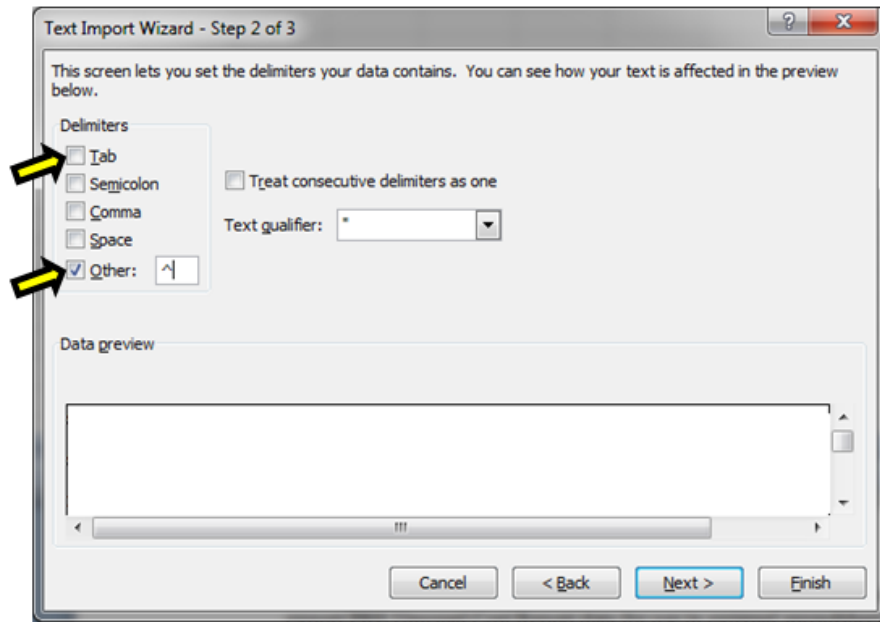 Text Import Wizard - Step 2 of 3
This screen lets you set the delimiters your data contains. You can see how your text is affected in the preview
below.
Delimiters
Tab
Semicolon
Treat consecutive delimiters as one
Comma
Text qualifier: "
Space
Other: ^
Data preview
Cancel
< Back
Next >
Finish